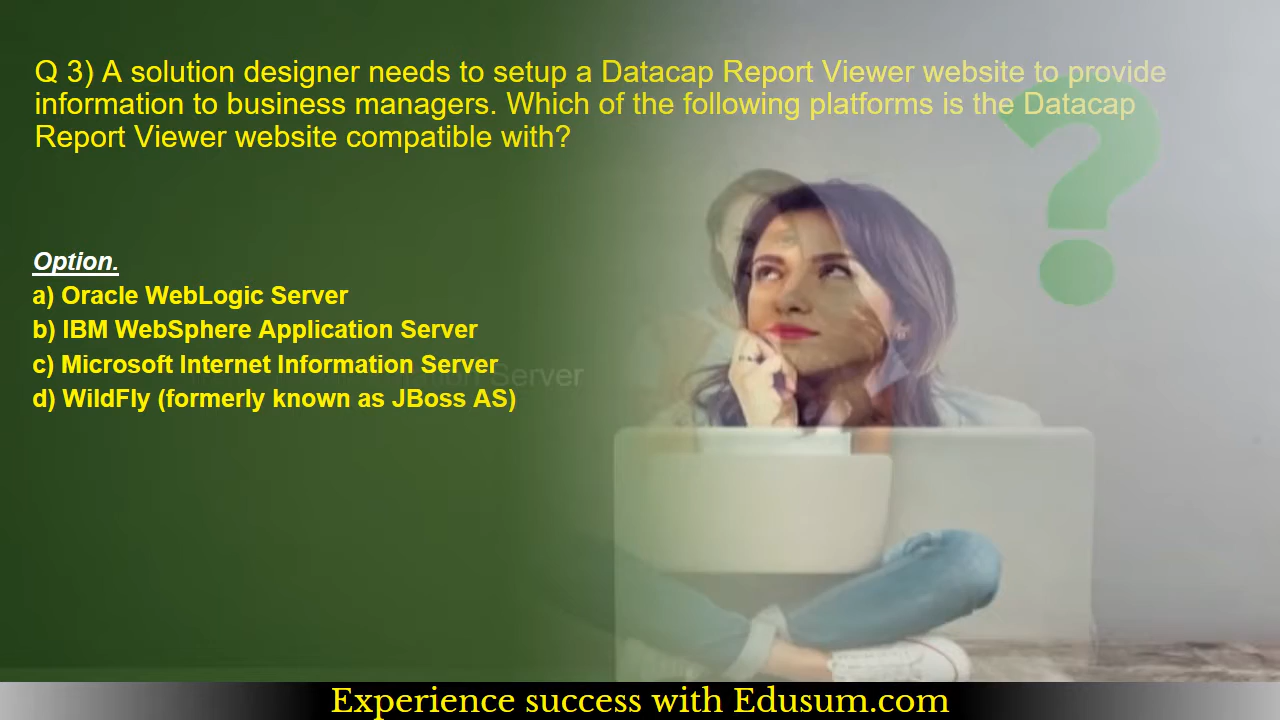 Q 3) A solution designer needs to setup a Datacap Report Viewer website to provide
information to business managers. Which of the following platforms is the Datacap
Report Viewer website compatible with?
Option.
a) Oracle WebLogic Server
b) IBM WebSphere Application Server
c) Microsoft Internet Information Server
Server
d) WildFly (formerly known as JBoss AS)
?
Experience success with Edusum.com